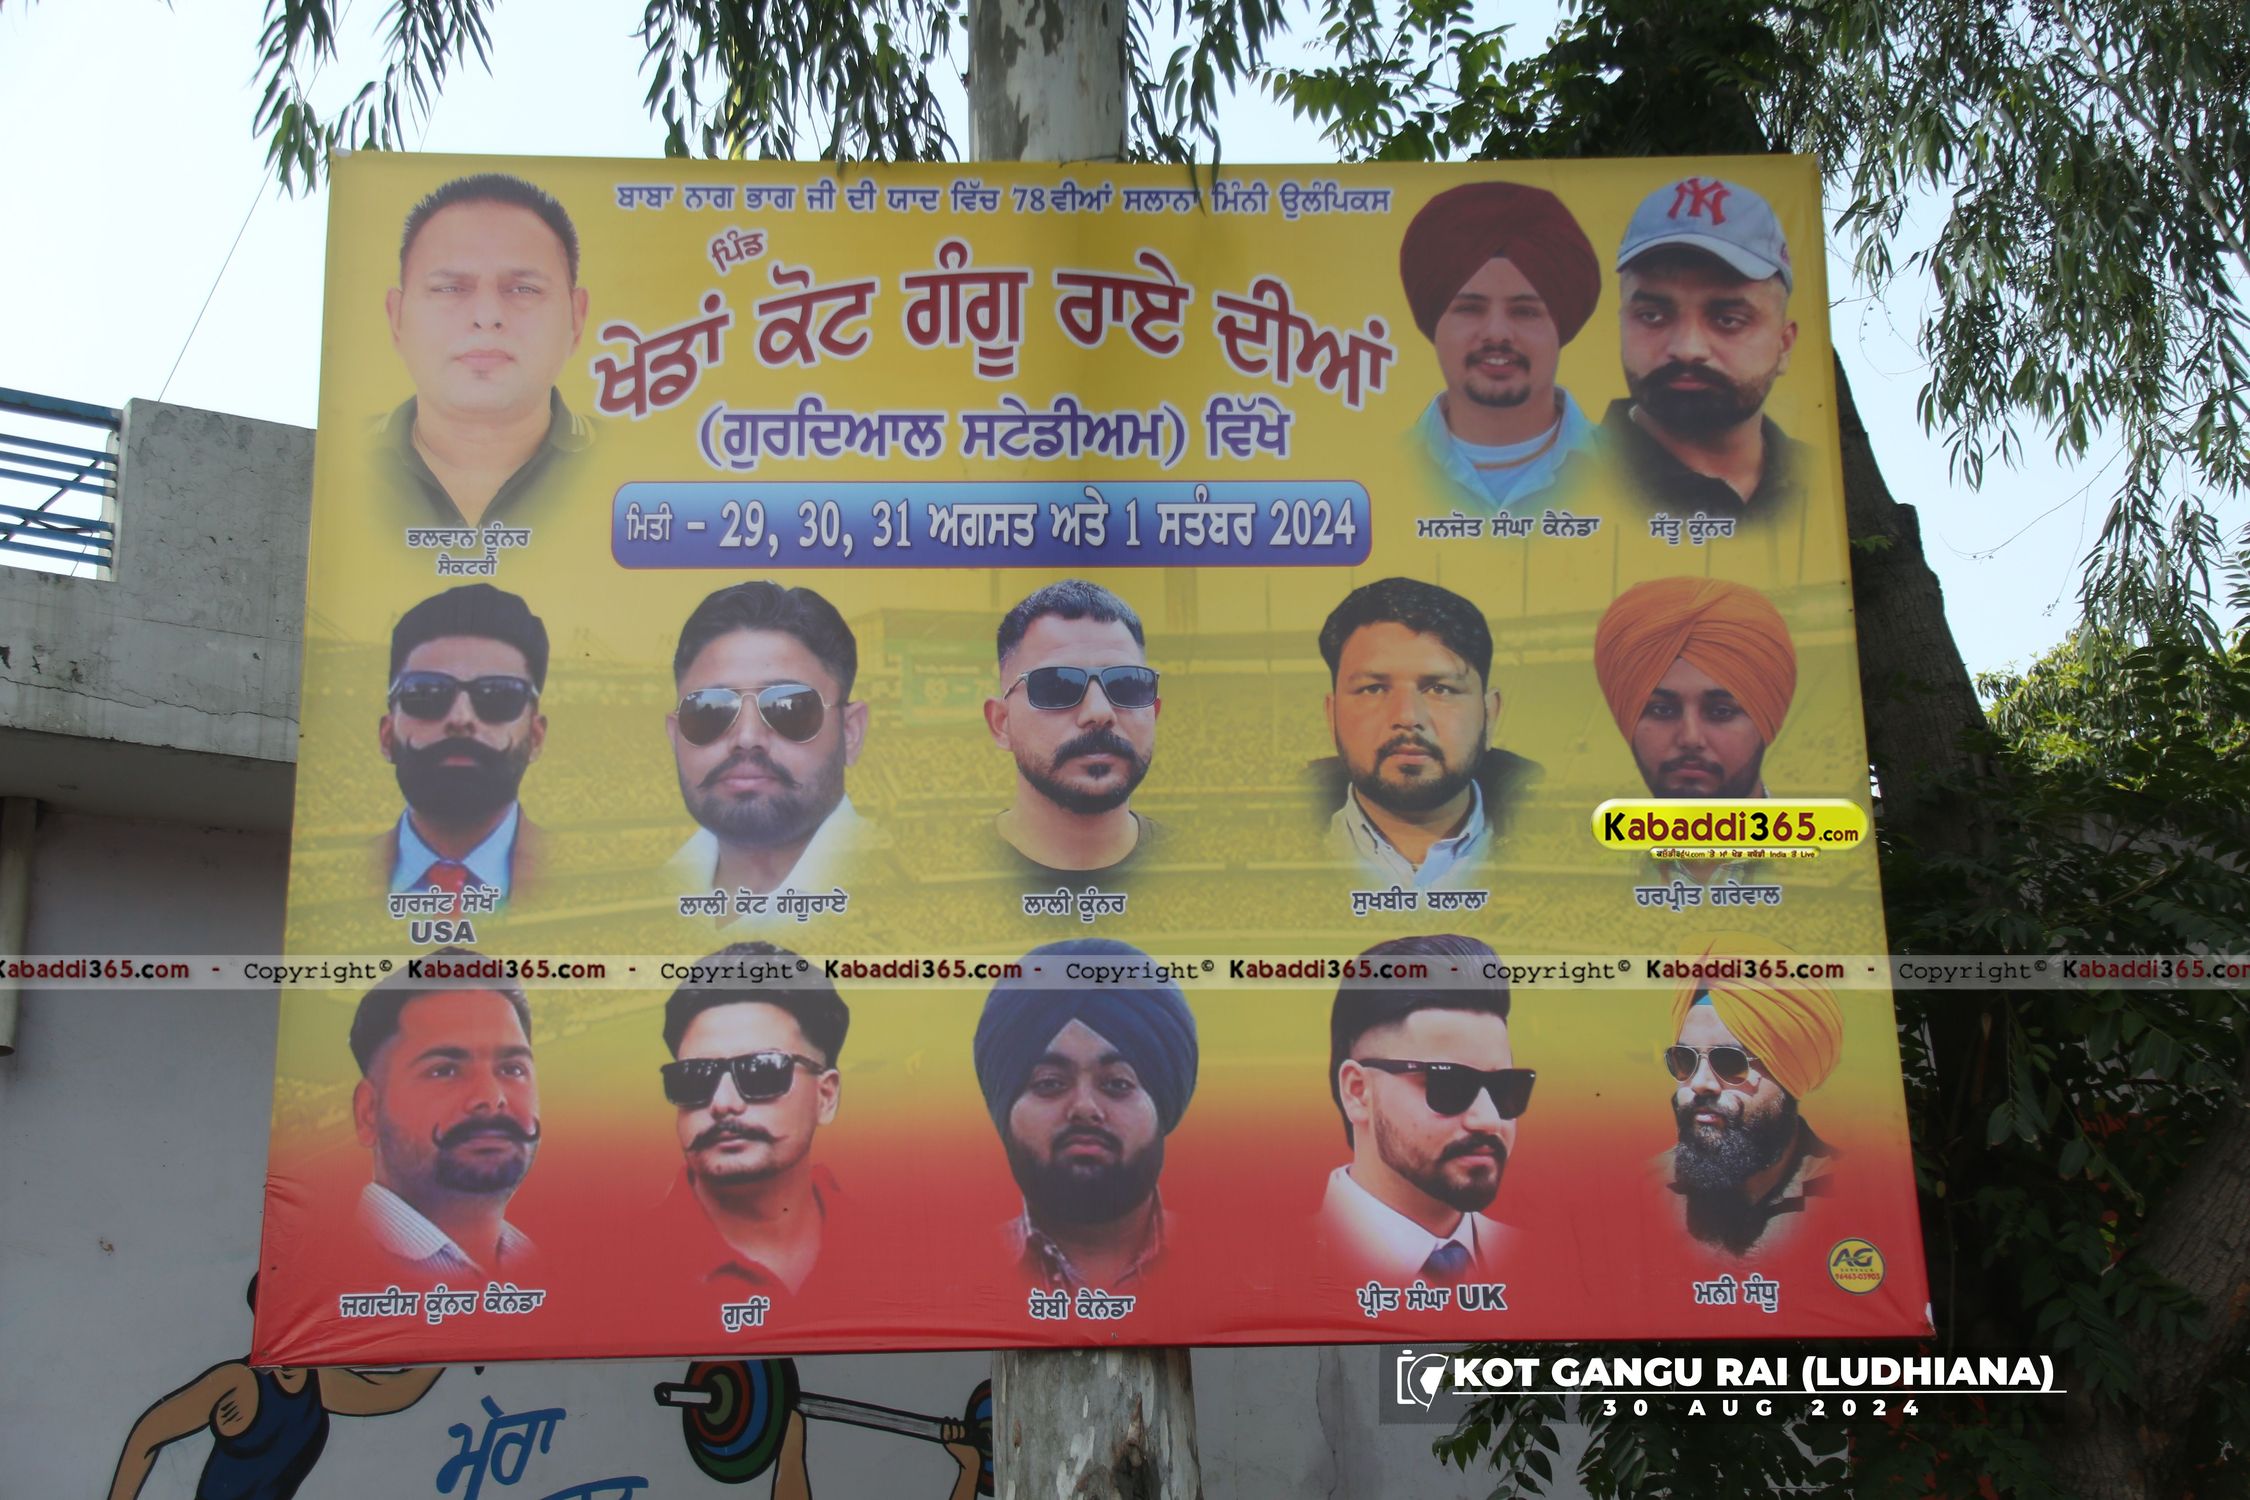 ਬਾਬਾ ਨਾਗ ਭਾਗ ਜੀ ਦੀ ਯਾਦ ਵਿੱਚ 78ਵੀਆਂ ਸਲਾਨਾ ਮਿੰਨੀ ਉਲੰਪਿਕਸ
ਪਿੰਡ
ਖੇਡਾਂ ਕੋਟ ਗੰਗੂ ਰਾਏ ਦੀਆਂ
(ਗੁਰਦਿਆਲ ਸਟੇਡੀਅਮ) ਵਿੱਖੇ
ਮਿਤੀ - 29, 30, 31 ਅਗਸਤ ਅਤੇ 1 ਸਤੰਬਰ 2024
ਭਲਵਾਨ ਕੂੰਨਰ
ਸੈਕਟਰੀ
ਮਨਜੋਤ ਸੰਘਾ ਕੈਨੇਡਾ
ਸੱਤੂ ਕੂੰਨਰ
Kabaddi365.com
ਗੁਰਜੰਟ ਸੇਖੋਂ
USA
ਲਾਲੀ ਕੋਟ ਗੰਗੂਰਾਏ
ਲਾਲੀ ਕੂੰਨਰ
ਸੁਖਬੀਰ ਬਲਾਲਾ
ਹਰਪ੍ਰੀਤ ਗਰੇਵਾਲ
Kabaddi365.com - Copyright© Kabaddi365.com - Copyright© Kabaddi365.com - Copyright© Kabaddi365.com - Copyright© Kabaddi365.com - Copyright© Kabaddi365.com
ਜਗਦੀਸ ਕੂੰਨਰ ਕੈਨੇਡਾ
ਗੁਰੀਂ
ਬੋਬੀ ਕੈਨੇਡਾ
ਪ੍ਰੀਤ ਸੰਘਾ UK
ਮਨੀ ਸੰਧੂ
AG
96463-03903
KOT GANGU RAI (LUDHIANA)
30 AUG 2024
ਮੇਰਾ